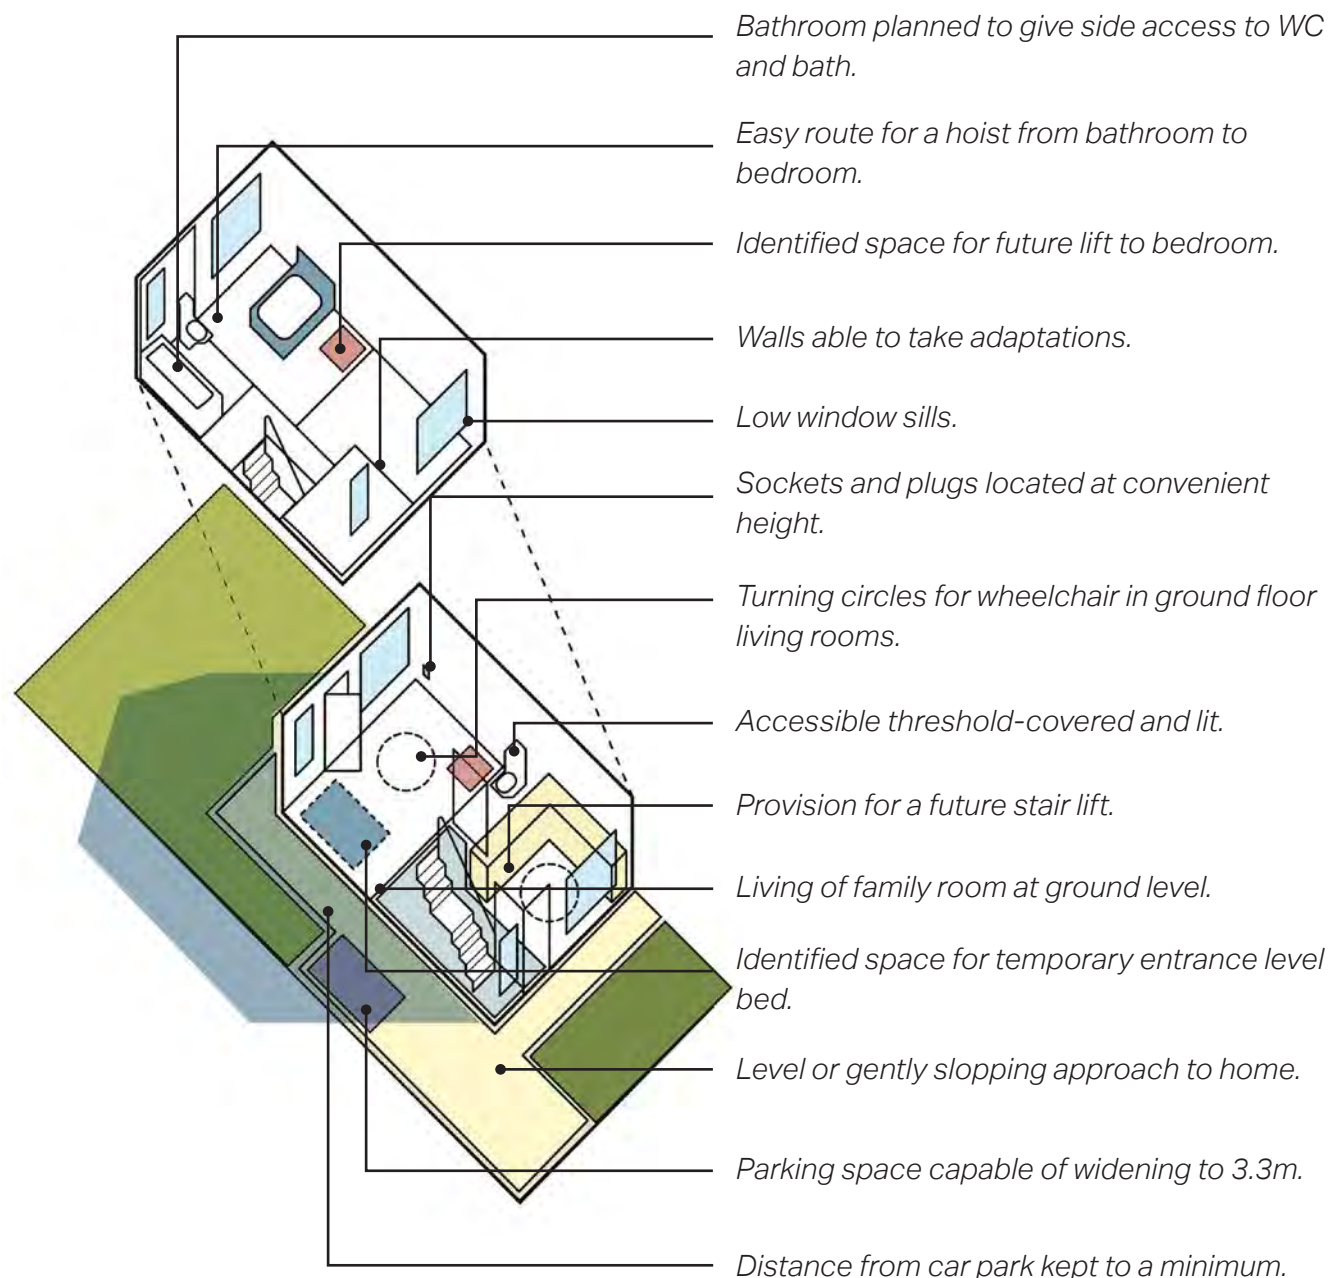 Bathroom planned to give side access to WC
and bath.
Easy route for a hoist from bathroom to
bedroom.
Identified space for future lift to bedroom.
Walls able to take adaptations.
Low window sills.
Sockets and plugs located at convenient
height.
Turning circles for wheelchair in ground floor
living rooms.
Accessible threshold-covered and lit.
Provision for a future stair lift.
Living of family room at ground level.
Identified space for temporary entrance level
bed.
Level or gently slopping approach to home.
Parking space capable of widening to 3.3m.
Distance from car park kept to a minimum.